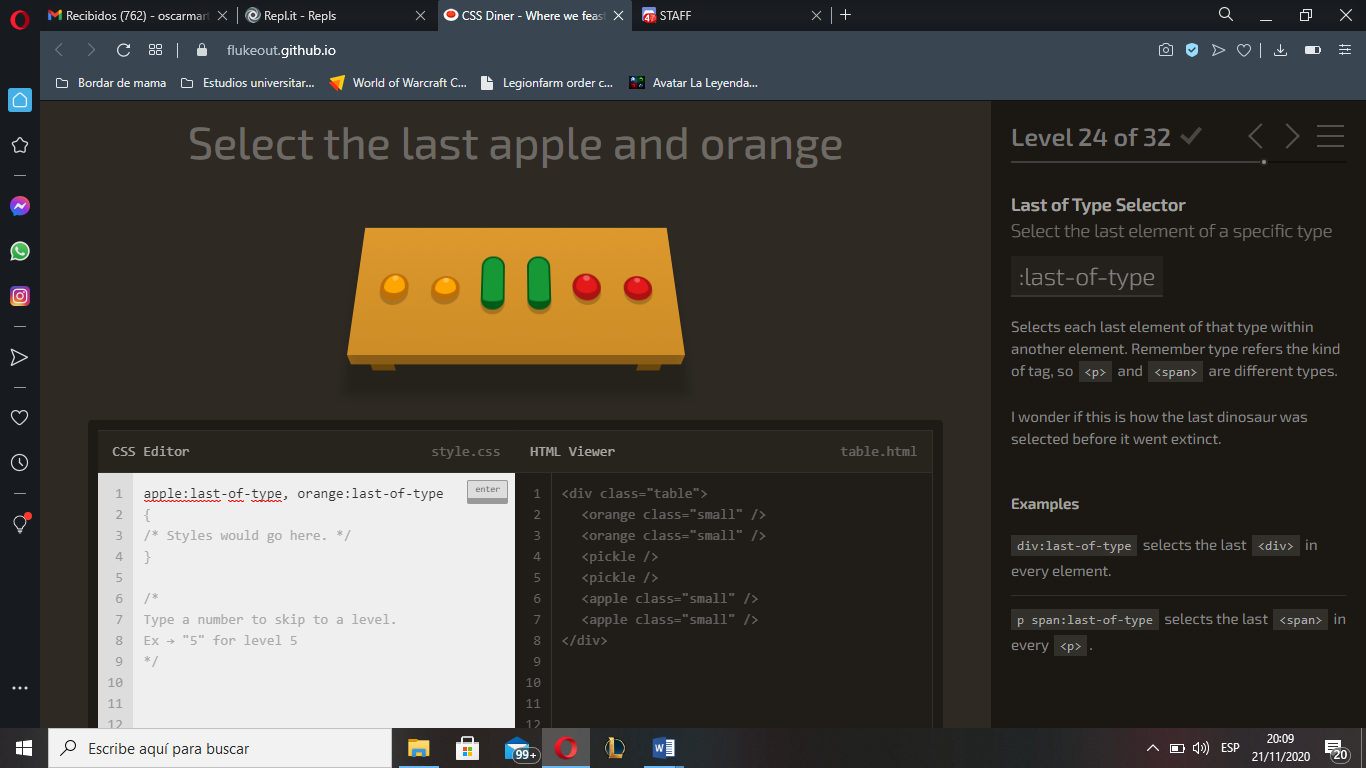 Recibidos (762) - oscarmart
Repl.it - Repls
CSS Diner - Where we feast
STAFF
flukeout.github.io
Bordar de mama
Estudios universitar...
World of Warcraft C...
Legionfarm order c...
Avatar La Leyenda...
Select the last apple and orange
CSS Editor
style.css
1 apple:last-of-type, orange:last-of-type
enter
2 {
3 /* Styles would go here. */
4 }
5
6 /*
7 Type a number to skip to a level.
8 Ex → "5" for level 5
9 */
10
11
12
HTML Viewer
table.html
1 <div class="table">
2 <orange class="small" />
3 <orange class="small" />
4 <pickle />
5 <pickle />
6 <apple class="small" />
7 <apple class="small" />
8 </div>
9
10
11
12
Level 24 of 32
Last of Type Selector
Select the last element of a specific type
:last-of-type
Selects each last element of that type within
another element. Remember type refers the kind
of tag, so <p> and <span> are different types.
I wonder if this is how the last dinosaur was
selected before it went extinct.
Examples
div:last-of-type selects the last <div> in
every element.
p span:last-of-type selects the last <span> in
every <p> .
Escribe aquí para buscar
99+
ESP
20:09
21/11/2020
20